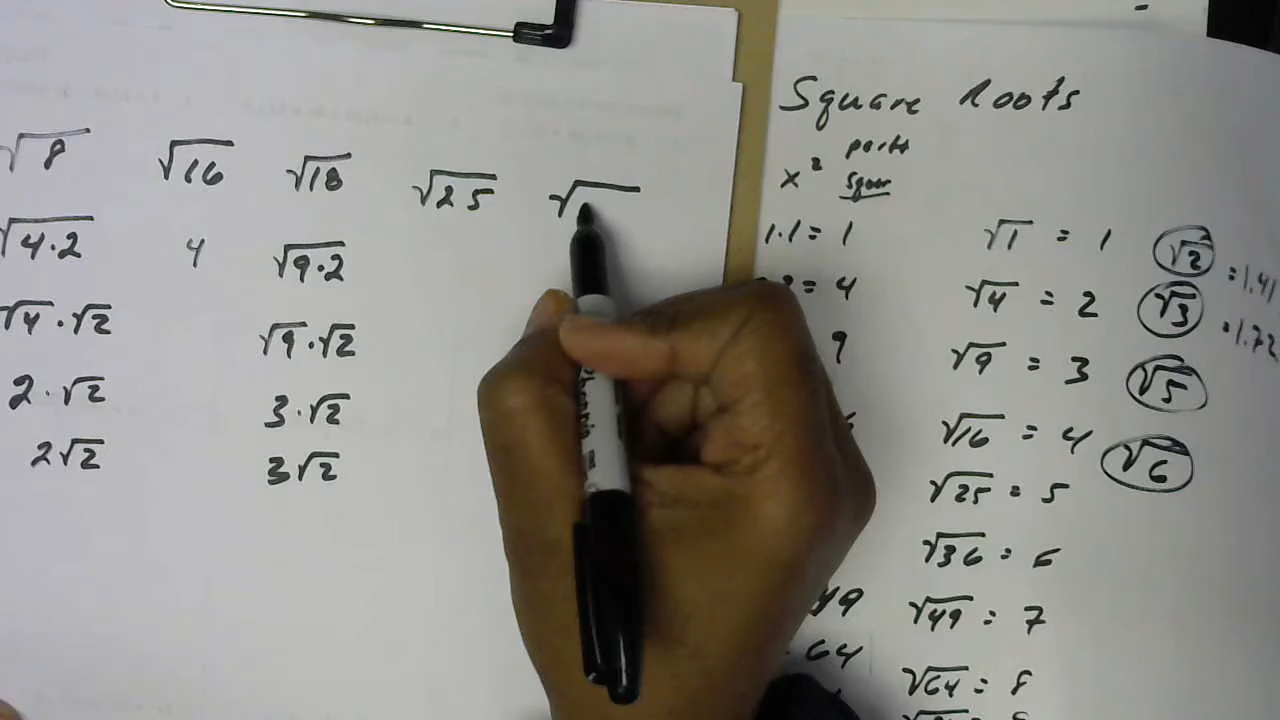 √8 √16 √18 √25 √
√4·2 4 √9·2
√4·√2 √9·√2
2·√2 3·√2
2√2 3√2
Square Roots
x²
1·1=1 √1 = 1 √2 =1.41
= 4 √4 = 2 √3 =1.72
9 √9 = 3 √5
√16 = 4 √6
√25 = 5
√36 = 6
49 √49 = 7
64 √64 = 8